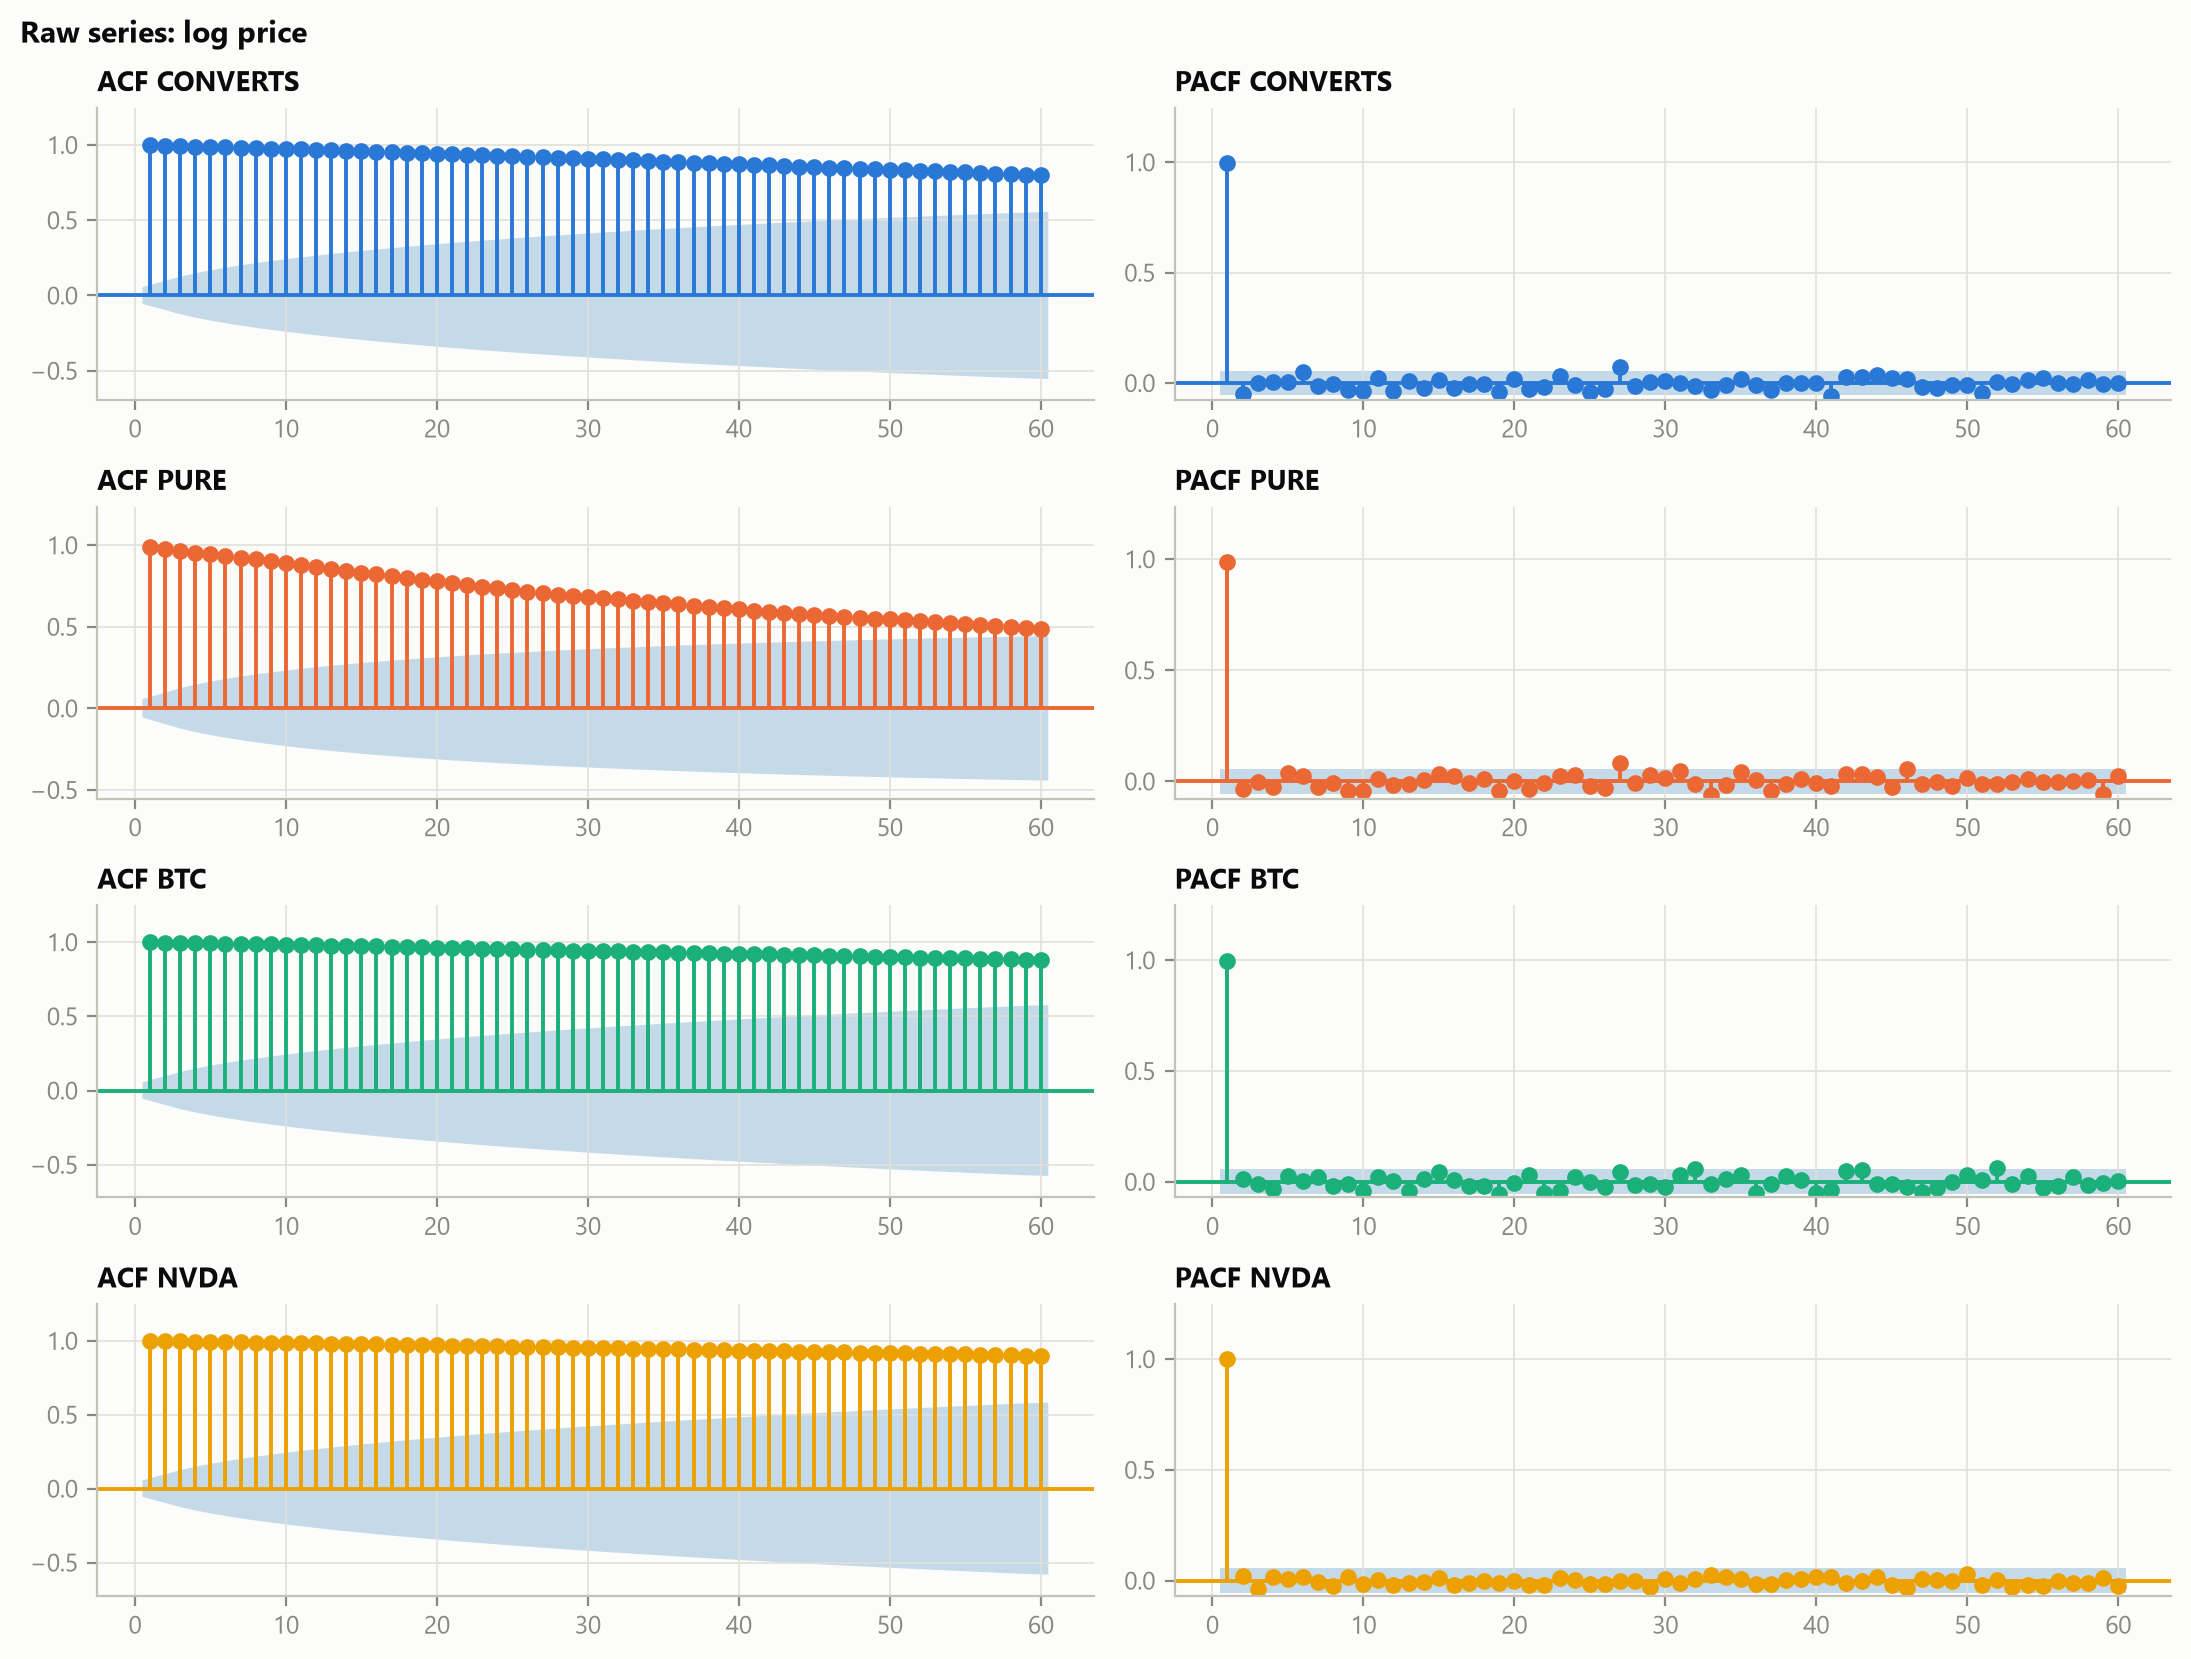 Raw series: log price
ACF CONVERTS
1.0
0.5
0.0
−0.5
0 10 20 30 40 50 60
PACF CONVERTS
1.0
0.5
0.0
0 10 20 30 40 50 60
ACF PURE
1.0
0.5
0.0
−0.5
0 10 20 30 40 50 60
PACF PURE
1.0
0.5
0.0
0 10 20 30 40 50 60
ACF BTC
1.0
0.5
0.0
−0.5
0 10 20 30 40 50 60
PACF BTC
1.0
0.5
0.0
0 10 20 30 40 50 60
ACF NVDA
1.0
0.5
0.0
−0.5
0 10 20 30 40 50 60
PACF NVDA
1.0
0.5
0.0
0 10 20 30 40 50 60